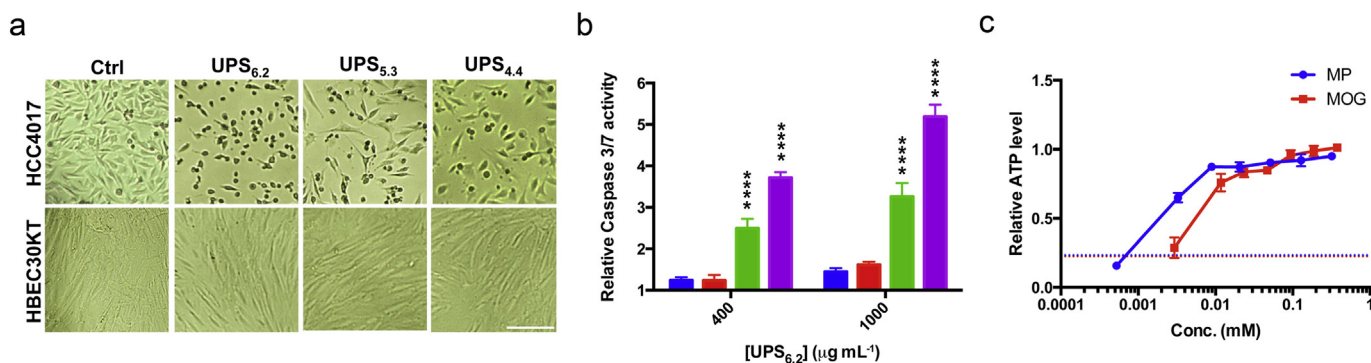 a
Ctrl UPS6.2 UPS5.3 UPS4.4
HCC4017
HBEC30KT
b
Relative Caspase 3/7 activity
6
5
4
3
2
1
****
****
****
****
400 1000
[UPS6.2] (μg mL-1)
c
MP
MOG
Relative ATP level
1.5
1.0
0.5
0.0
0.0001 0.001 0.01 0.1 1
Conc. (mM)